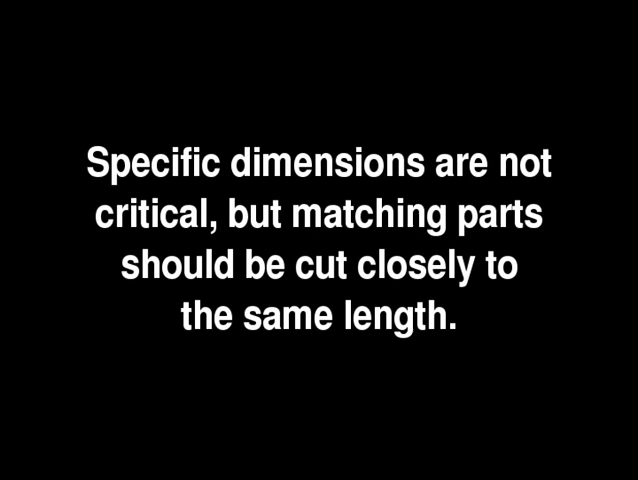 Specific dimensions are not
critical, but matching parts
should be cut closely to
the same length.